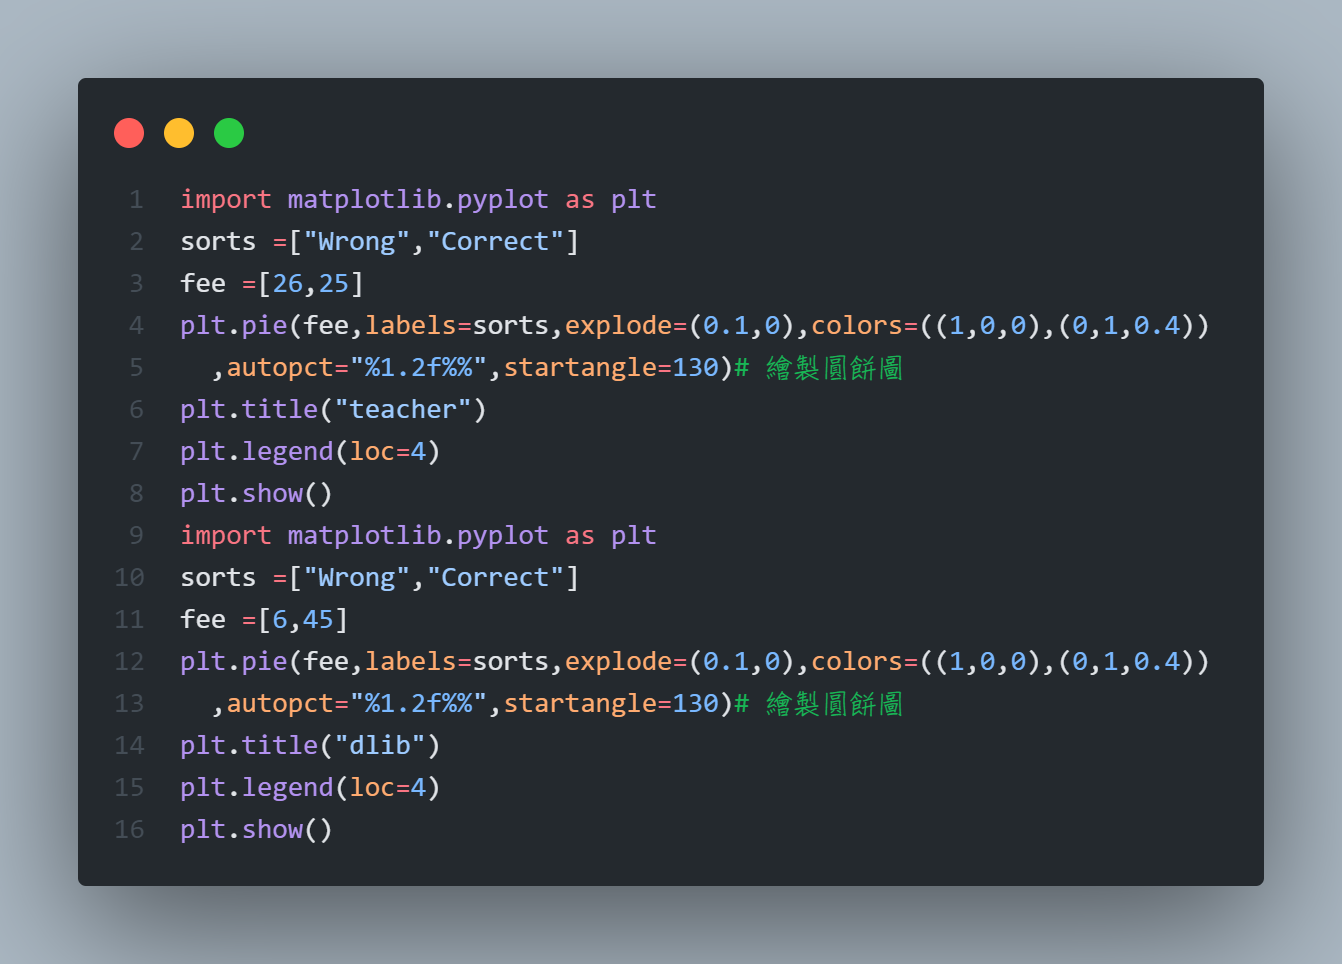 1 import matplotlib.pyplot as plt
2 sorts =["Wrong","Correct"]
3 fee =[26,25]
4 plt.pie(fee,labels=sorts,explode=(0.1,0),colors=((1,0,0),(0,1,0.4))
5   ,autopct="%1.2f%%",startangle=130)# 繪製圓餅圖
6 plt.title("teacher")
7 plt.legend(loc=4)
8 plt.show()
9 import matplotlib.pyplot as plt
10 sorts =["Wrong","Correct"]
11 fee =[6,45]
12 plt.pie(fee,labels=sorts,explode=(0.1,0),colors=((1,0,0),(0,1,0.4))
13   ,autopct="%1.2f%%",startangle=130)# 繪製圓餅圖
14 plt.title("dlib")
15 plt.legend(loc=4)
16 plt.show()